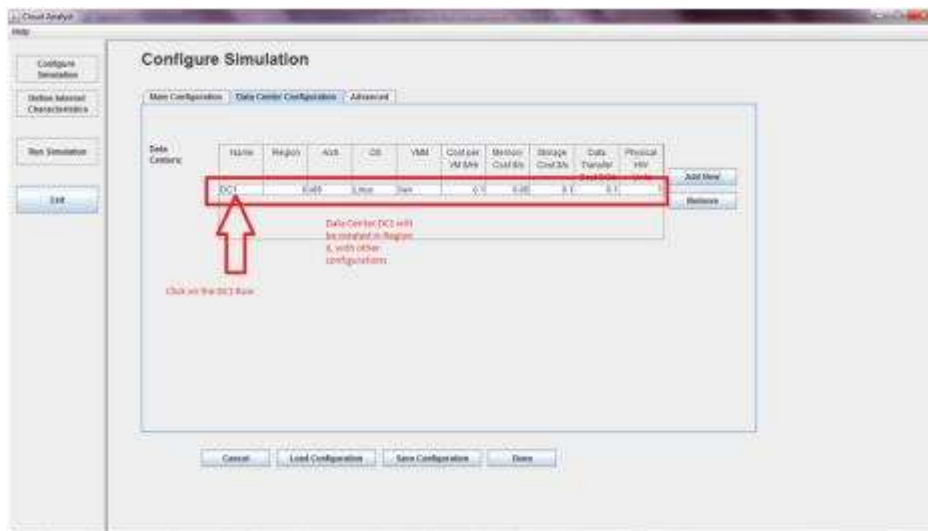 Cloud Analyst
Help
Configure
Simulation
Define Internet
Characteristics
Run Simulation
Exit
Configure Simulation
Main Configuration Data Center Configuration Advanced
Data
Centers:
Name Region Arch OS VMM Cost per
VM $/Hr Memory
Cost $/s Storage
Cost $/s Data
Transfer
Cost $/Gb Physical
HW
Units
DC1 0 x86 Linux Xen 0.1 0.05 0.1 0.1
Add New
Remove
Data Center DC1 will
be created in Region
with other
configurations
Click on the DC1 Row
Cancel Load Configuration Save Configuration Done